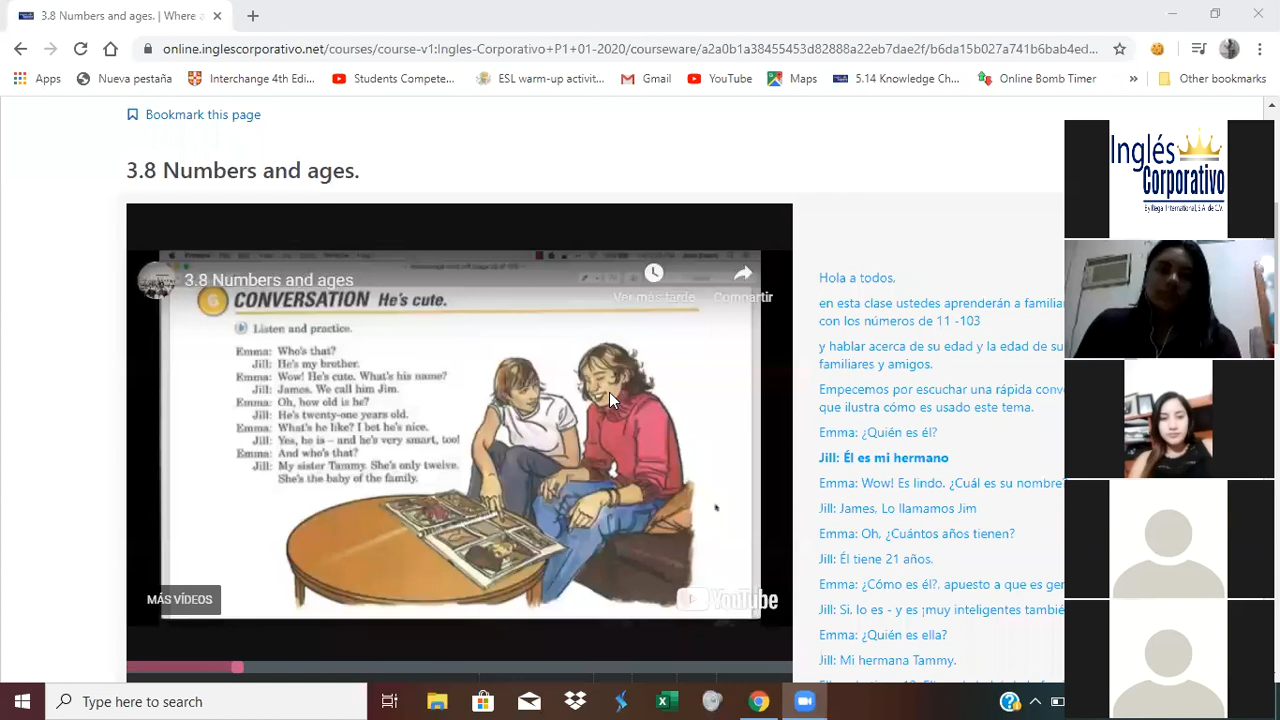 3.8 Numbers and ages. | Where a
online.inglescorporativo.net/courses/course-v1:Ingles-Corporativo+P1+01-2020/courseware/a2a0b1a38455453d82888a22eb7dae2f/b6da15b027a741b6bab4ed...
Apps
Nueva pestaña
Interchange 4th Edi...
Students Compete...
ESL warm-up activit...
Gmail
YouTube
Maps
5.14 Knowledge Ch...
Online Bomb Timer
»
Other bookmarks
Bookmark this page
3.8 Numbers and ages.
3.8 Numbers and ages
Ver más tarde
Compartir
6 CONVERSATION He's cute.
Listen and practice.
Emma: Who's that?
Jill: He's my brother.
Emma: Wow! He's cute. What's his name?
Jill: James. We call him Jim.
Emma: Oh, how old is he?
Jill: He's twenty-one years old.
Emma: What's he like? I bet he's nice.
Jill: Yes, he is – and he's very smart, too!
Emma: And who's that?
Jill: My sister Tammy. She's only twelve.
She's the baby of the family.
MÁS VÍDEOS
YouTube
Hola a todos,
en esta clase ustedes aprenderán a familia
con los números de 11 -103
y hablar acerca de su edad y la edad de su
familiares y amigos.
Empecemos por escuchar una rápida conv
que ilustra cómo es usado este tema.
Emma: ¿Quién es él?
Jill: Él es mi hermano
Emma: Wow! Es lindo. ¿Cuál es su nombre?
Jill: James, Lo llamamos Jim
Emma: Oh, ¿Cuántos años tienen?
Jill: Él tiene 21 años.
Emma: ¿Cómo es él?, apuesto a que es gen
Jill: Si, lo es - y es ¡muy inteligentes tambié
Emma: ¿Quién es ella?
Jill: Mi hermana Tammy.
Inglés
Corporativo
Type here to search